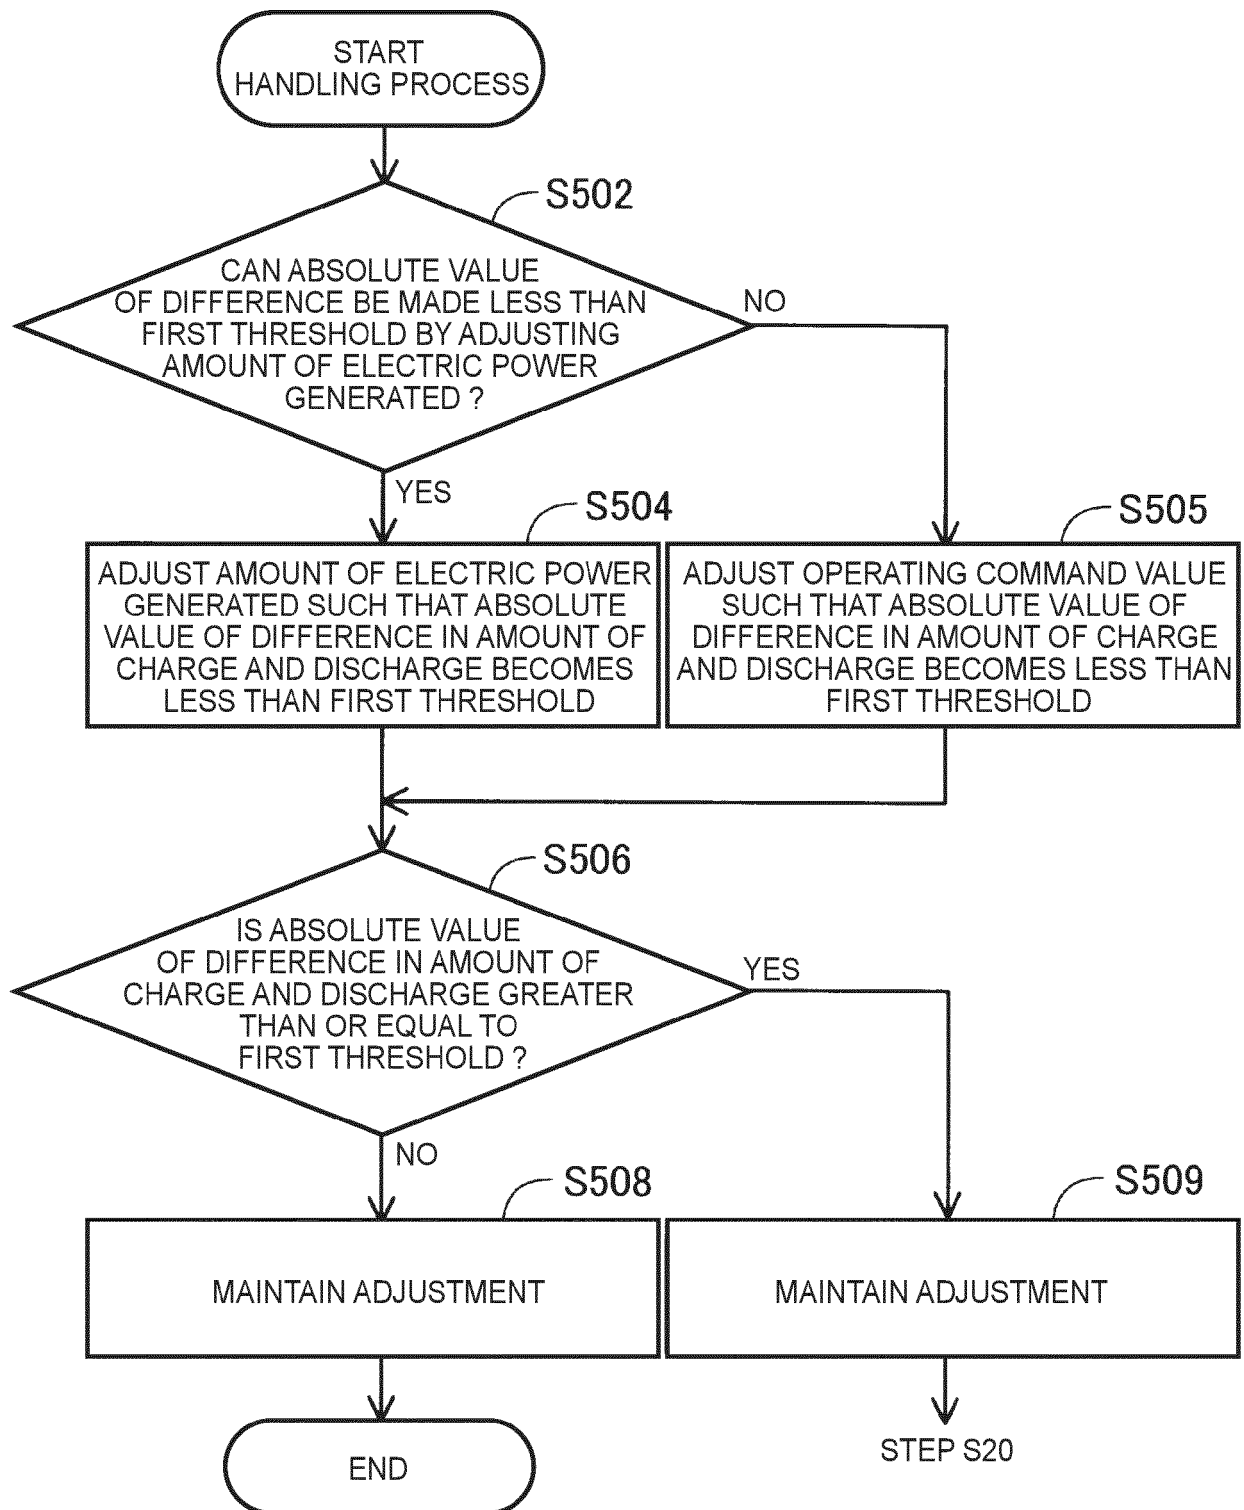 START
HANDLING PROCESS
S502
CAN ABSOLUTE VALUE
OF DIFFERENCE BE MADE LESS THAN
FIRST THRESHOLD BY ADJUSTING
AMOUNT OF ELECTRIC POWER
GENERATED ?
NO
YES
S504
ADJUST AMOUNT OF ELECTRIC POWER
GENERATED SUCH THAT ABSOLUTE
VALUE OF DIFFERENCE IN AMOUNT OF
CHARGE AND DISCHARGE BECOMES
LESS THAN FIRST THRESHOLD
S505
ADJUST OPERATING COMMAND VALUE
SUCH THAT ABSOLUTE VALUE OF
DIFFERENCE IN AMOUNT OF CHARGE
AND DISCHARGE BECOMES LESS THAN
FIRST THRESHOLD
S506
IS ABSOLUTE VALUE
OF DIFFERENCE IN AMOUNT OF
CHARGE AND DISCHARGE GREATER
THAN OR EQUAL TO
FIRST THRESHOLD ?
YES
NO
S508
MAINTAIN ADJUSTMENT
S509
MAINTAIN ADJUSTMENT
END
STEP S20